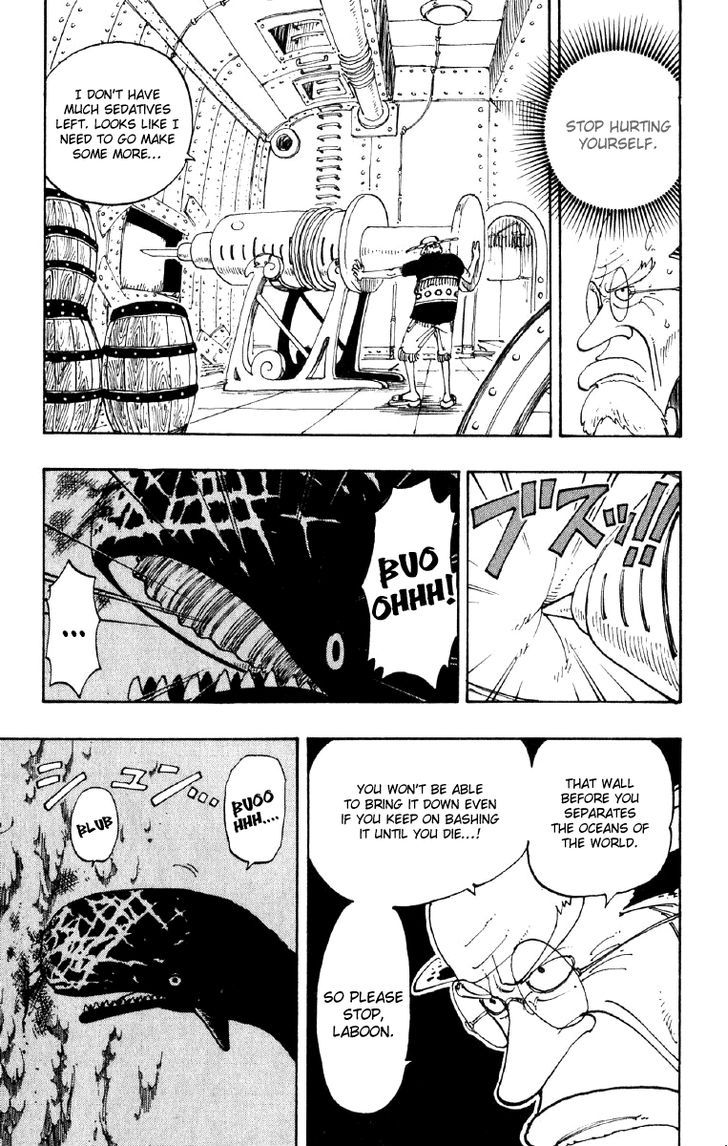 STOP HURTING
YOURSELF.
I DON'T HAVE
MUCH SEDATIVES
LEFT. LOOKS LIKE I
NEED TO GO MAKE
SOME MORE...
ブスッ!!
BUO
OHHH!
...
THAT WALL
BEFORE YOU
SEPARATES
THE OCEANS OF
THE WORLD.
YOU WON'T BE ABLE
TO BRING IT DOWN EVEN
IF YOU KEEP ON BASHING
IT UNTIL YOU DIE...!
SO PLEASE
STOP,
LABOON.
シュン...
BUOO
HHH....
BLUB